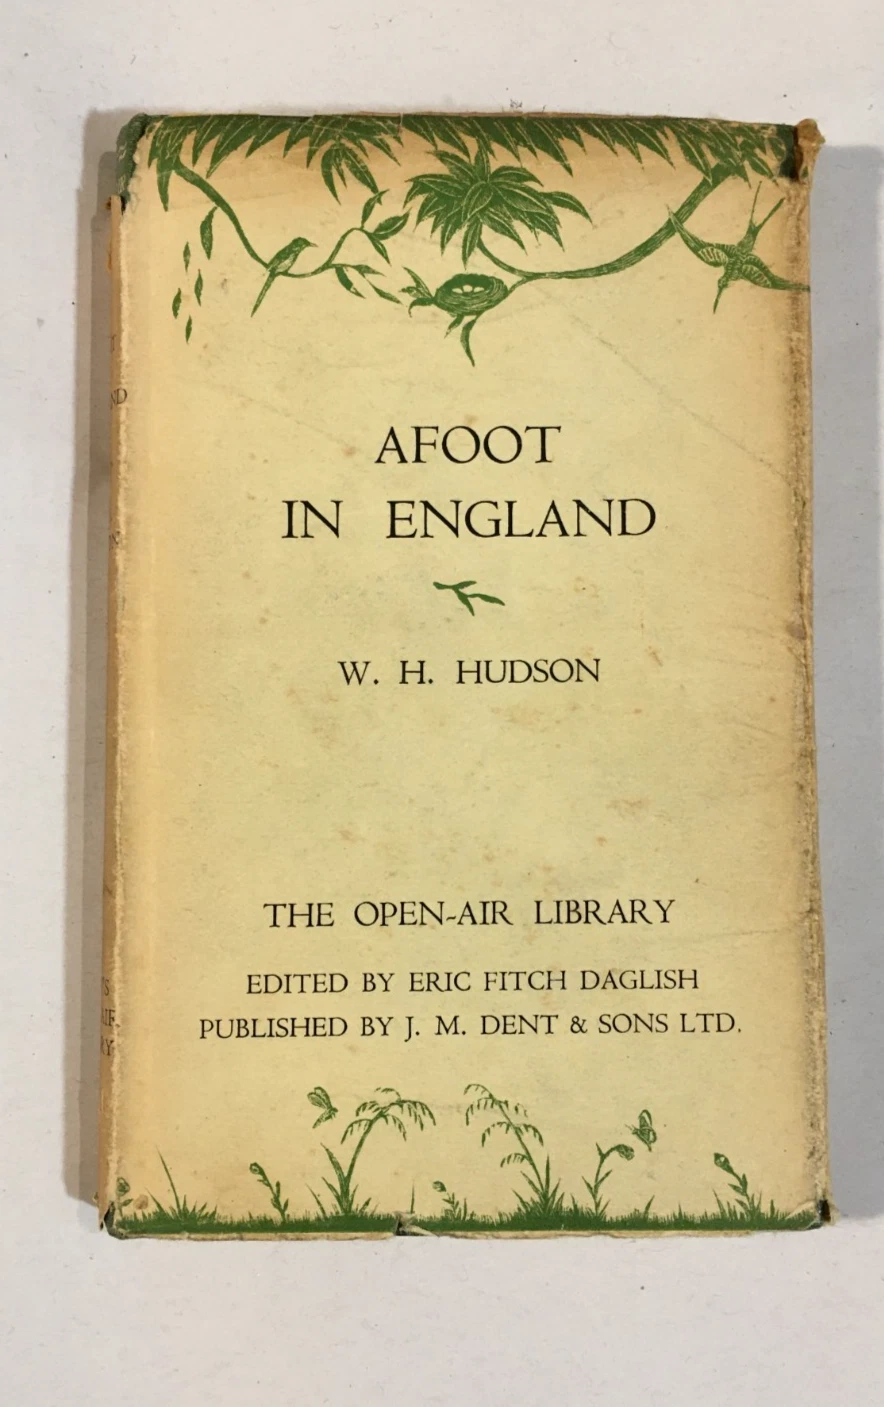 AFOOT
IN ENGLAND
W. H. HUDSON
THE OPEN-AIR LIBRARY
EDITED BY ERIC FITCH DAGLISH
PUBLISHED BY J. M. DENT & SONS LTD.